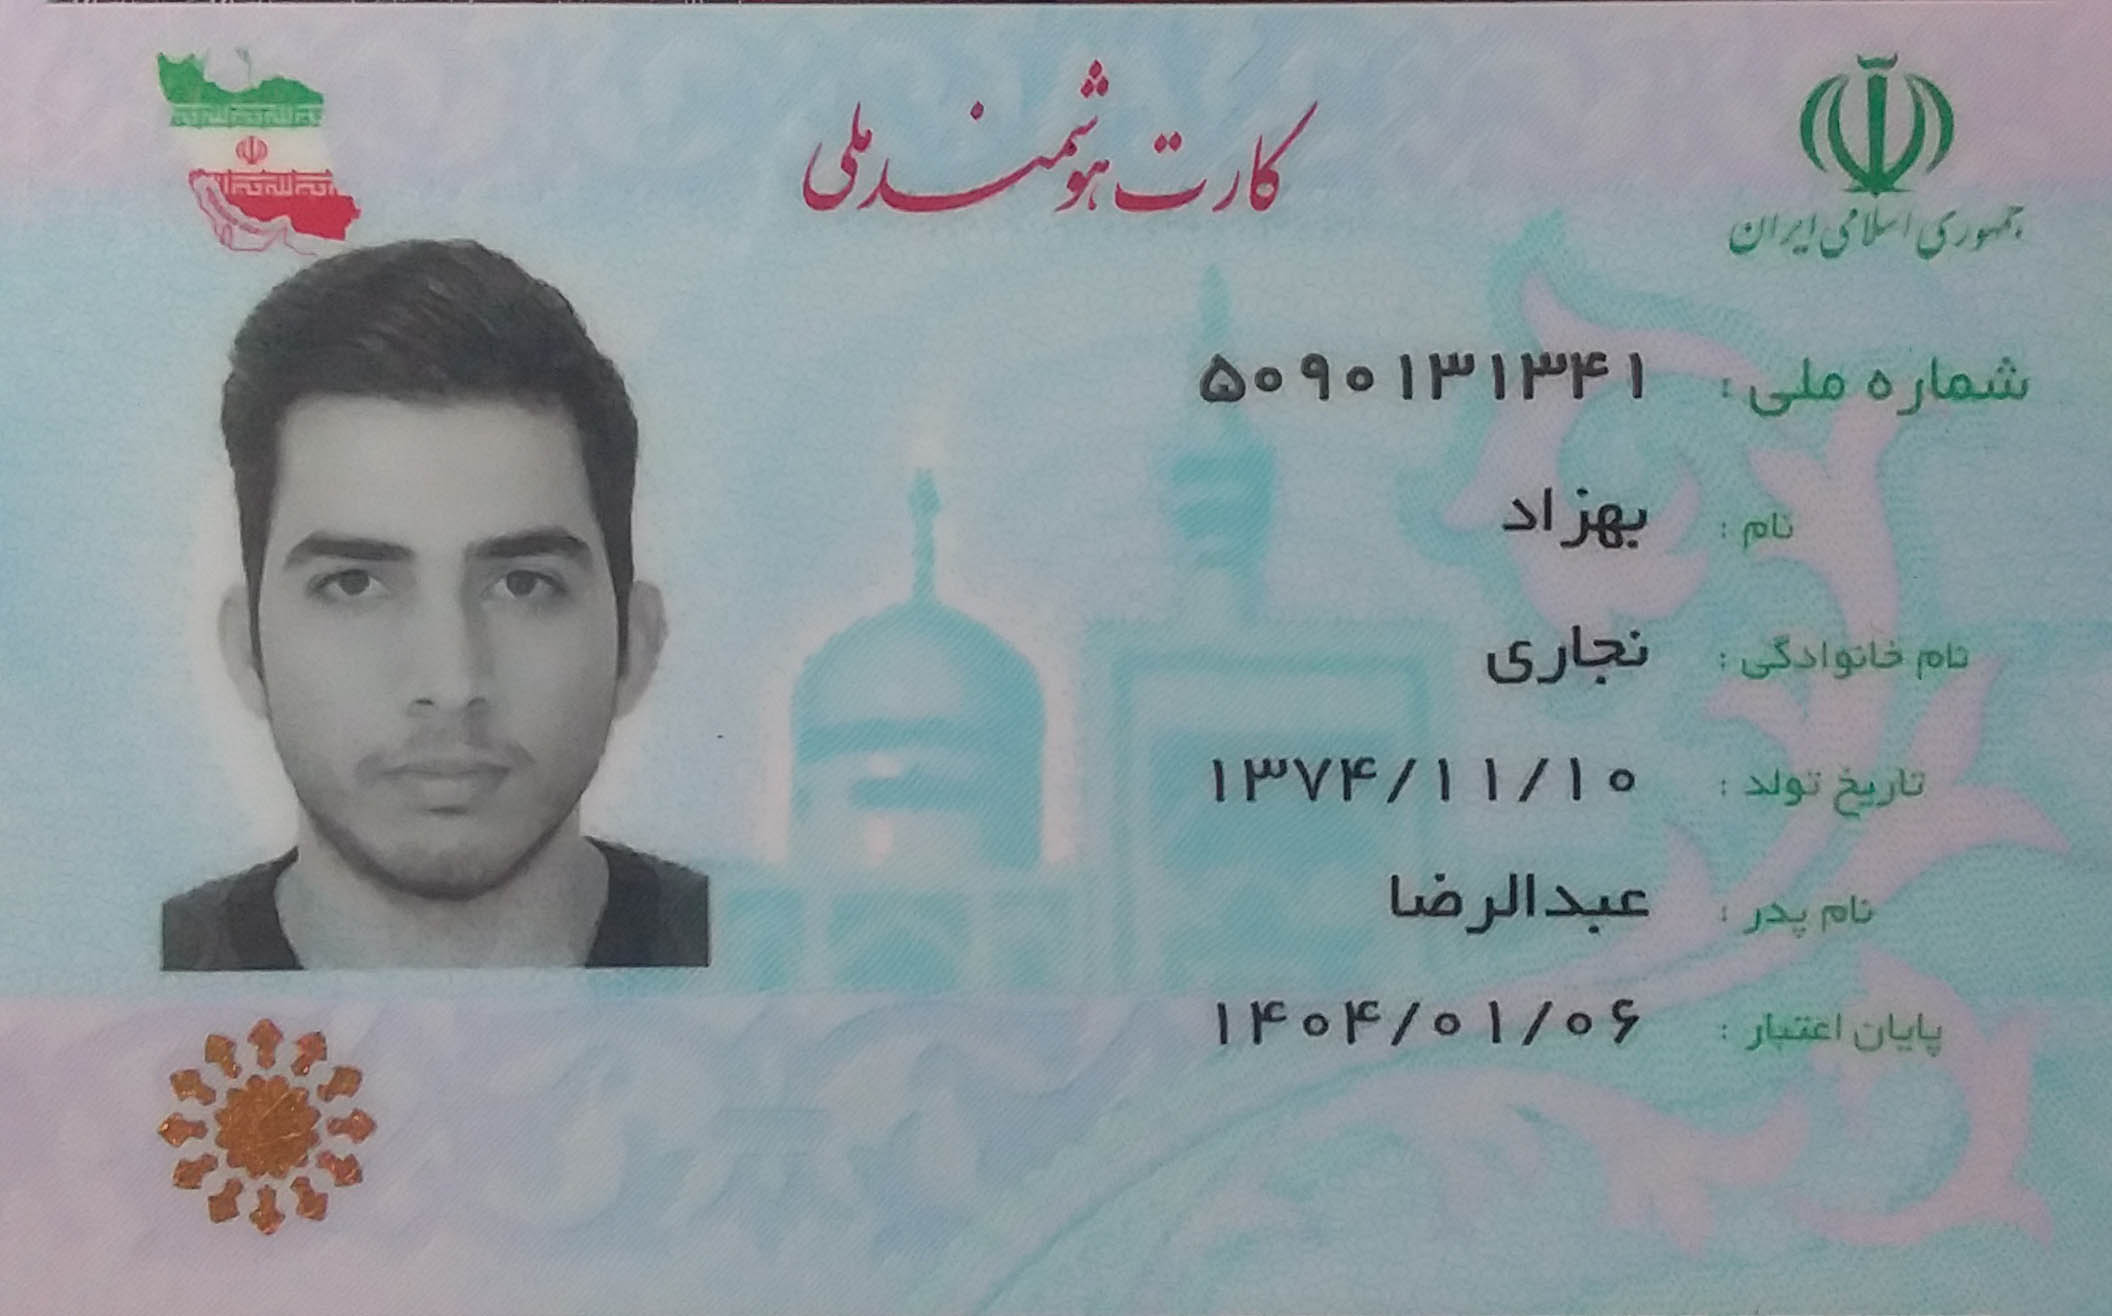 کارت هوشمند ملی
جمهوری اسلامی ایران
شماره ملی : ۵۰۹۰۱۳۱۳۴۱
نام : بهزاد
نام خانوادگی : نجاری
تاریخ تولد : ۱۳۷۴/۱۱/۱۰
نام پدر : عبدالرضا
پایان اعتبار : ۱۴۰۴/۰۱/۰۶